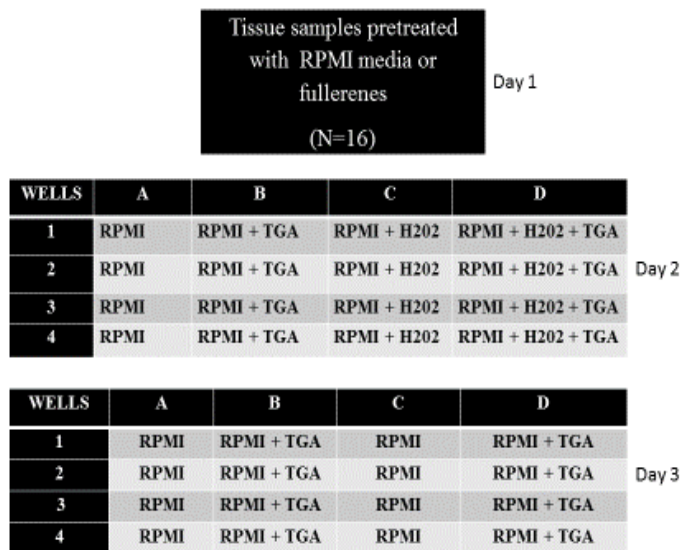 Tissue samples pretreated
with RPMI media or
fullerenes
(N=16)
Day 1
WELLS A B C D
1 RPMI RPMI + TGA RPMI + H202 RPMI + H202 + TGA
2 RPMI RPMI + TGA RPMI + H202 RPMI + H202 + TGA
3 RPMI RPMI + TGA RPMI + H202 RPMI + H202 + TGA
4 RPMI RPMI + TGA RPMI + H202 RPMI + H202 + TGA
Day 2
WELLS A B C D
1 RPMI RPMI + TGA RPMI RPMI + TGA
2 RPMI RPMI + TGA RPMI RPMI + TGA
3 RPMI RPMI + TGA RPMI RPMI + TGA
4 RPMI RPMI + TGA RPMI RPMI + TGA
Day 3